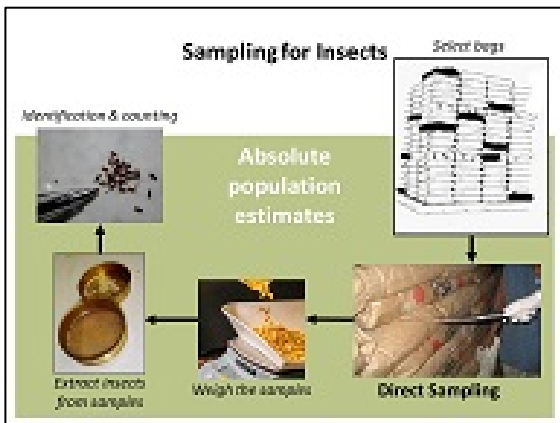 Sampling for Insects
Select bags
Identification & counting
Absolute
population
estimates
Extract insects
from samples
Weigh the samples
Direct Sampling